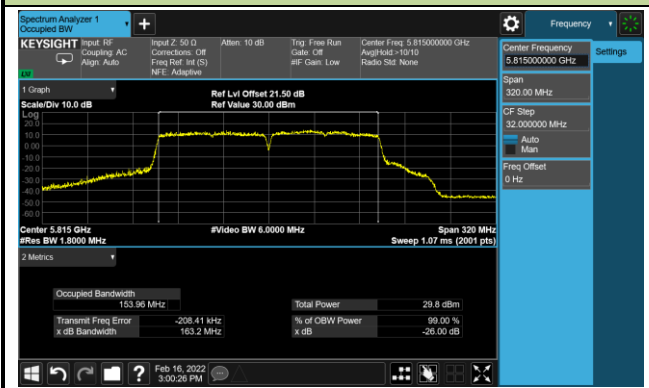 Spectrum Analyzer 1
Occupied BW
Frequency
KEYSIGHT
Input: RF
Coupling: AC
Align: Auto
Input Z: 50 Ω
Corrections: Off
Freq Ref: Int (S)
NFE: Adaptive
Atten: 10 dB
Trig: Free Run
Gate: Off
#IF Gain: Low
Center Freq: 5.815000000 GHz
Avg|Hold:>10/10
Radio Std: None
LXI
Center Frequency
5.815000000 GHz
Settings
Span
320.00 MHz
CF Step
32.000000 MHz
Auto
Man
Freq Offset
0 Hz
1 Graph
Scale/Div 10.0 dB
Ref Lvl Offset 21.50 dB
Ref Value 30.00 dBm
Log
20.0
10.0
0.00
-10.0
-20.0
-30.0
-40.0
-50.0
-60.0
Center 5.815 GHz
#Video BW 6.0000 MHz
Span 320 MHz
#Res BW 1.8000 MHz
Sweep 1.07 ms (2001 pts)
2 Metrics
Occupied Bandwidth
153.96 MHz
Total Power 29.8 dBm
Transmit Freq Error -208.41 kHz
% of OBW Power 99.00 %
x dB Bandwidth 163.2 MHz
x dB -26.00 dB
Feb 16, 2022
3:00:26 PM